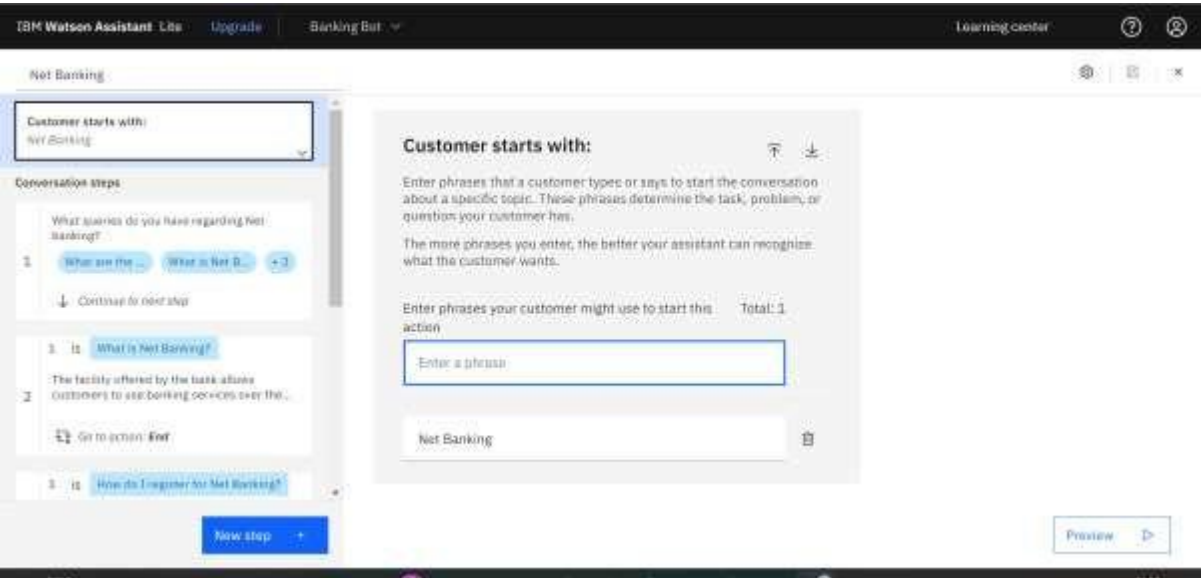 IBM Watson Assistant Lite Upgrade Banking Bot Learning center
Net Banking
Customer starts with:
Net Banking
Conversation steps
What queries do you have regarding Net
banking?
1 What are the ... What is Net B... +2
Continue to next step
1 is What is Net Banking?
The facility offered by the bank allows
2 customers to use banking services over the...
Go to action: End
1 is How do I register for Net Banking?
New step +
Customer starts with:
Enter phrases that a customer types or says to start the conversation
about a specific topic. These phrases determine the task, problem, or
question your customer has.
The more phrases you enter, the better your assistant can recognize
what the customer wants.
Enter phrases your customer might use to start this Total: 1
action
Enter a phrase
Net Banking
Preview